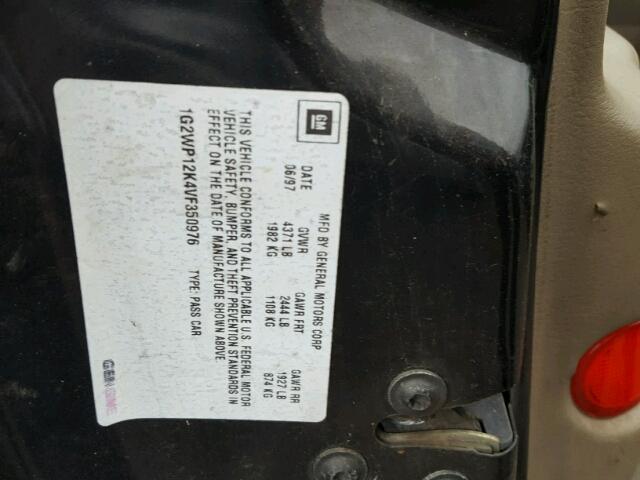 GM
MFD BY GENERAL MOTORS CORP
DATE GVWR GAWR FRT GAWR RR
06/97 4371 LB 2444 LB 1927 LB
1982 KG 1108 KG 874 KG
THIS VEHICLE CONFORMS TO ALL APPLICABLE U.S. FEDERAL MOTOR
VEHICLE SAFETY, BUMPER, AND THEFT PREVENTION STANDARDS IN
EFFECT ON THE DATE OF MANUFACTURE SHOWN ABOVE
1G2WP12K4VF350976 TYPE: PASS CAR